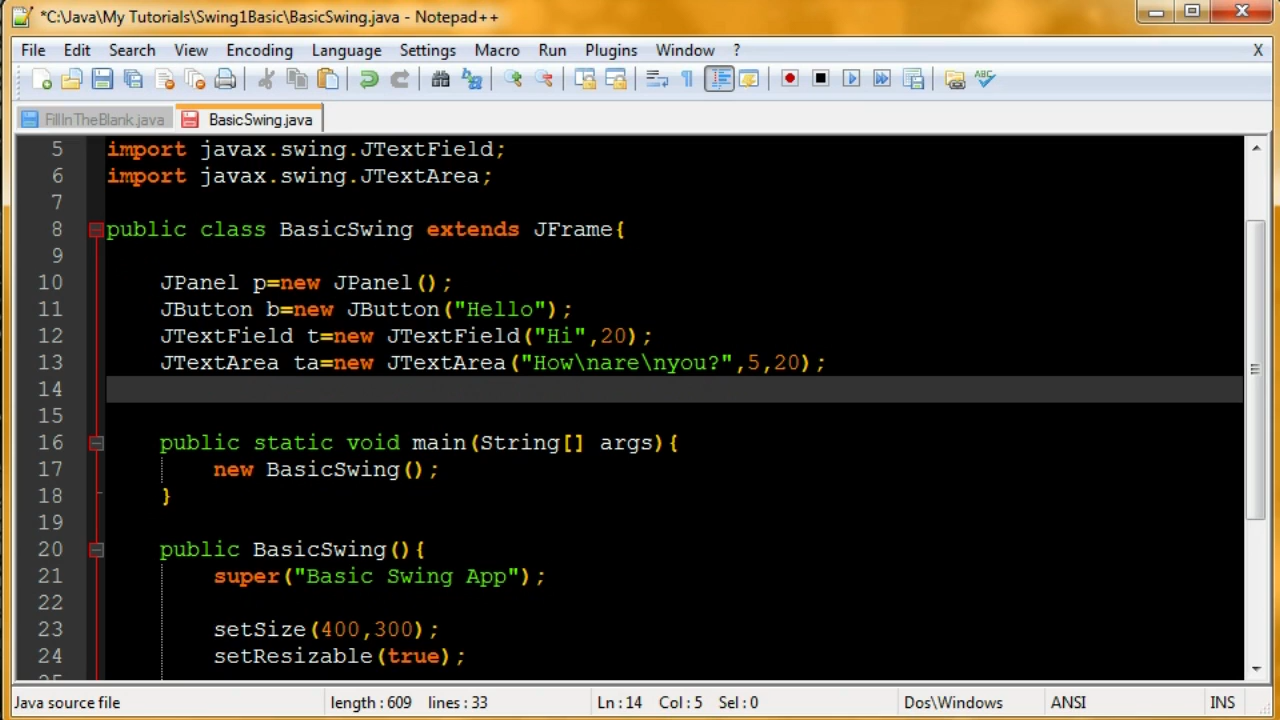 *C:\Java\My Tutorials\Swing1Basic\BasicSwing.java - Notepad++
File Edit Search View Encoding Language Settings Macro Run Plugins Window ? X
FillInTheBlank.java BasicSwing.java
5 import javax.swing.JTextField;
6 import javax.swing.JTextArea;
7
8 public class BasicSwing extends JFrame{
9
10 JPanel p=new JPanel();
11 JButton b=new JButton("Hello");
12 JTextField t=new JTextField("Hi",20);
13 JTextArea ta=new JTextArea("How\nare\nyou?",5,20);
14
15
16 public static void main(String[] args){
17 new BasicSwing();
18 }
19
20 public BasicSwing(){
21 super("Basic Swing App");
22
23 setSize(400,300);
24 setResizable(true);
Java source file length : 609 lines : 33 Ln : 14 Col : 5 Sel : 0 Dos\Windows ANSI INS